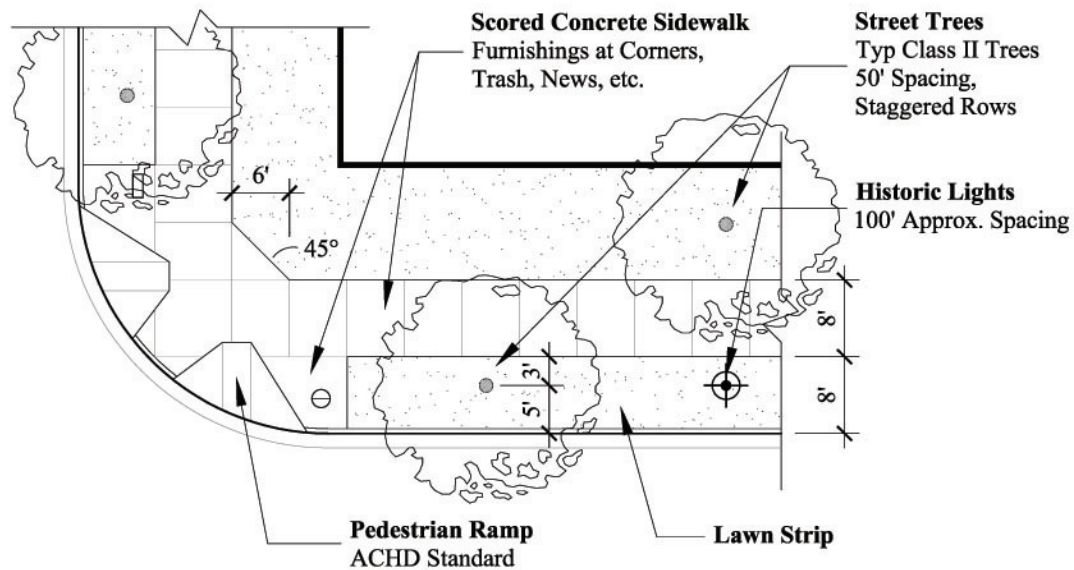 Scored Concrete Sidewalk
Furnishings at Corners,
Trash, News, etc.
Street Trees
Typ Class II Trees
50' Spacing,
Staggered Rows
Historic Lights
100' Approx. Spacing
6'
45°
8'
3'
5'
8'
Pedestrian Ramp
ACHD Standard
Lawn Strip